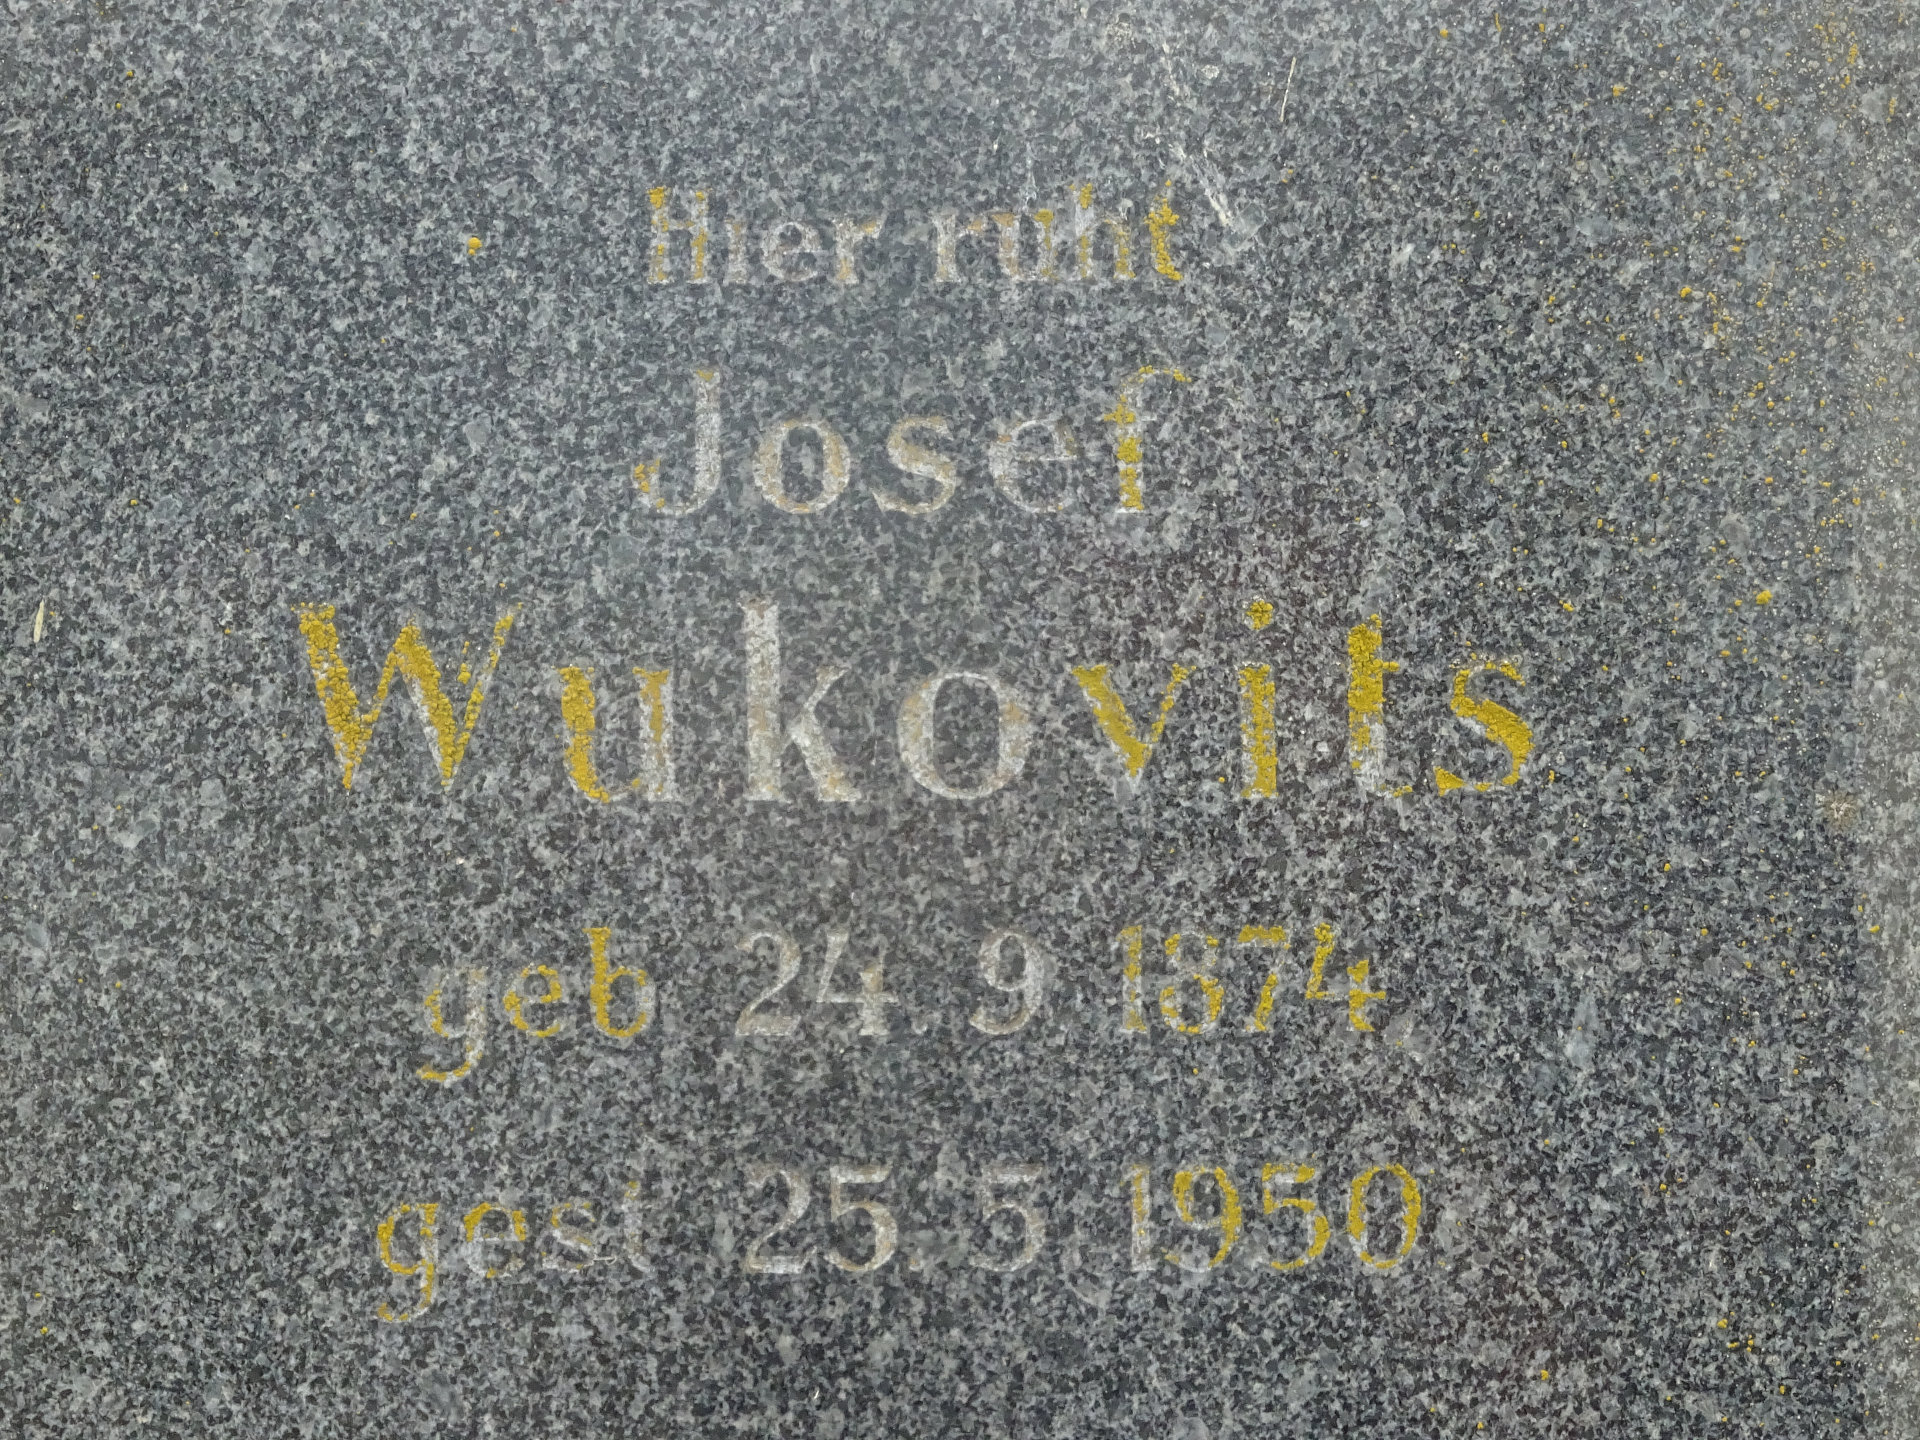 Hier ruht
Josef
Wukovits
geb 24 9 1874
gest 25.5 1950